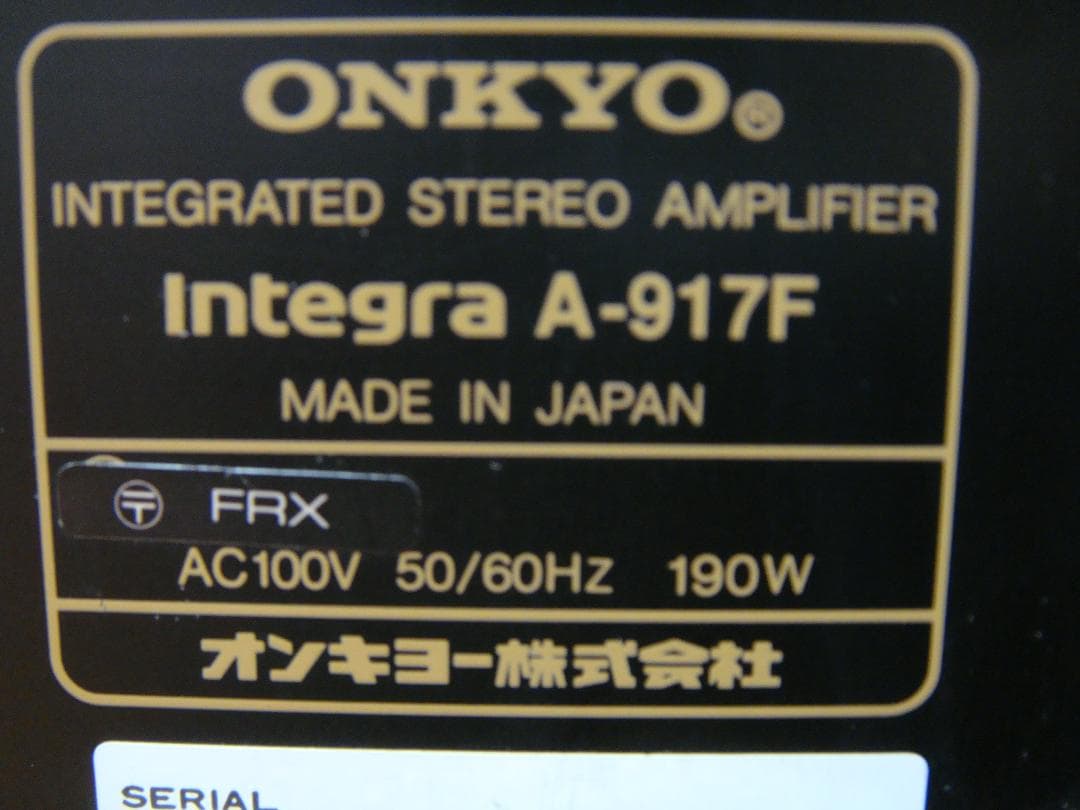 ONKYO®
INTEGRATED STEREO AMPLIFIER
Integra A-917F
MADE IN JAPAN
〶 FRX
AC100V 50/60Hz 190W
オンキヨー株式会社
SERIAL